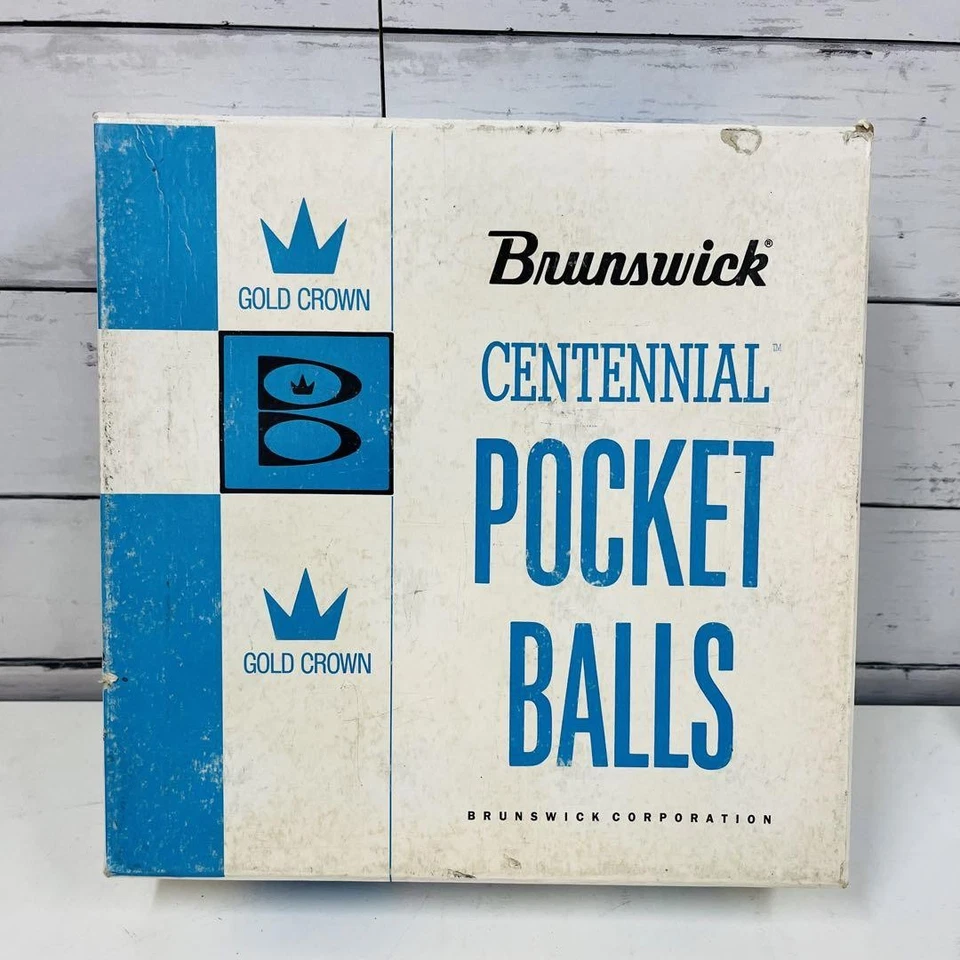 GOLD CROWN
B
GOLD CROWN
Brunswick®
CENTENNIAL™
POCKET
BALLS
BRUNSWICK CORPORATION